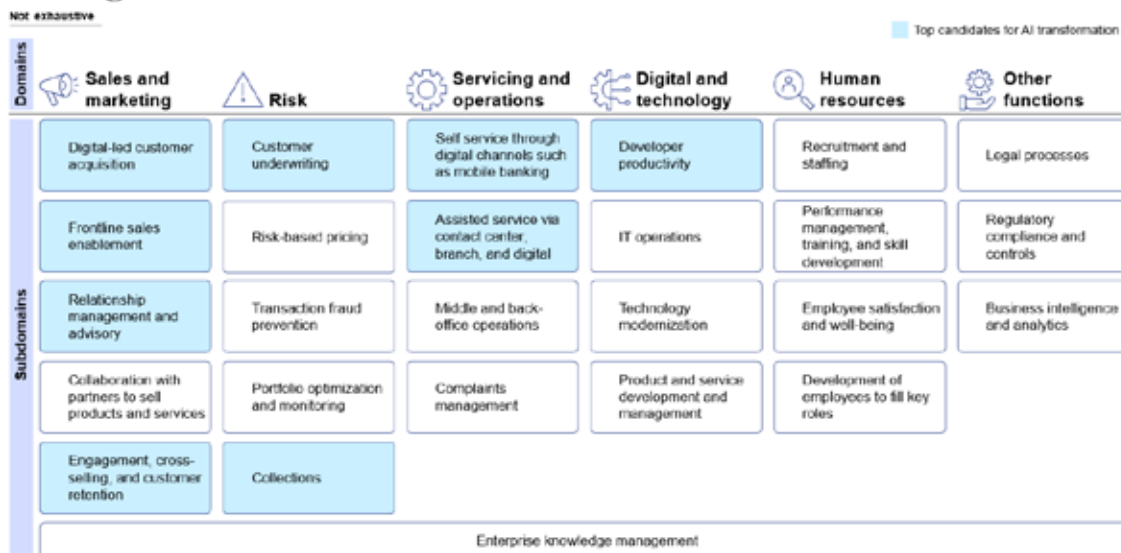 Not exhaustive
Top candidates for AI transformation
Domains
Sales and
marketing
Risk
Servicing and
operations
Digital and
technology
Human
resources
Other
functions
Subdomains
Digital-led customer
acquisition
Customer
underwriting
Self service through
digital channels such
as mobile banking
Developer
productivity
Recruitment and
staffing
Legal processes
Frontline sales
enablement
Risk-based pricing
Assisted service via
contact center,
branch, and digital
IT operations
Performance
management,
training, and skill
development
Regulatory
compliance and
controls
Relationship
management and
advisory
Transaction fraud
prevention
Middle and back-
office operations
Technology
modernization
Employee satisfaction
and well-being
Business intelligence
and analytics
Collaboration with
partners to sell
products and services
Portfolio optimization
and monitoring
Complaints
management
Product and service
development and
management
Development of
employees to fill key
roles
Engagement, cross-
selling, and customer
retention
Collections
Enterprise knowledge management